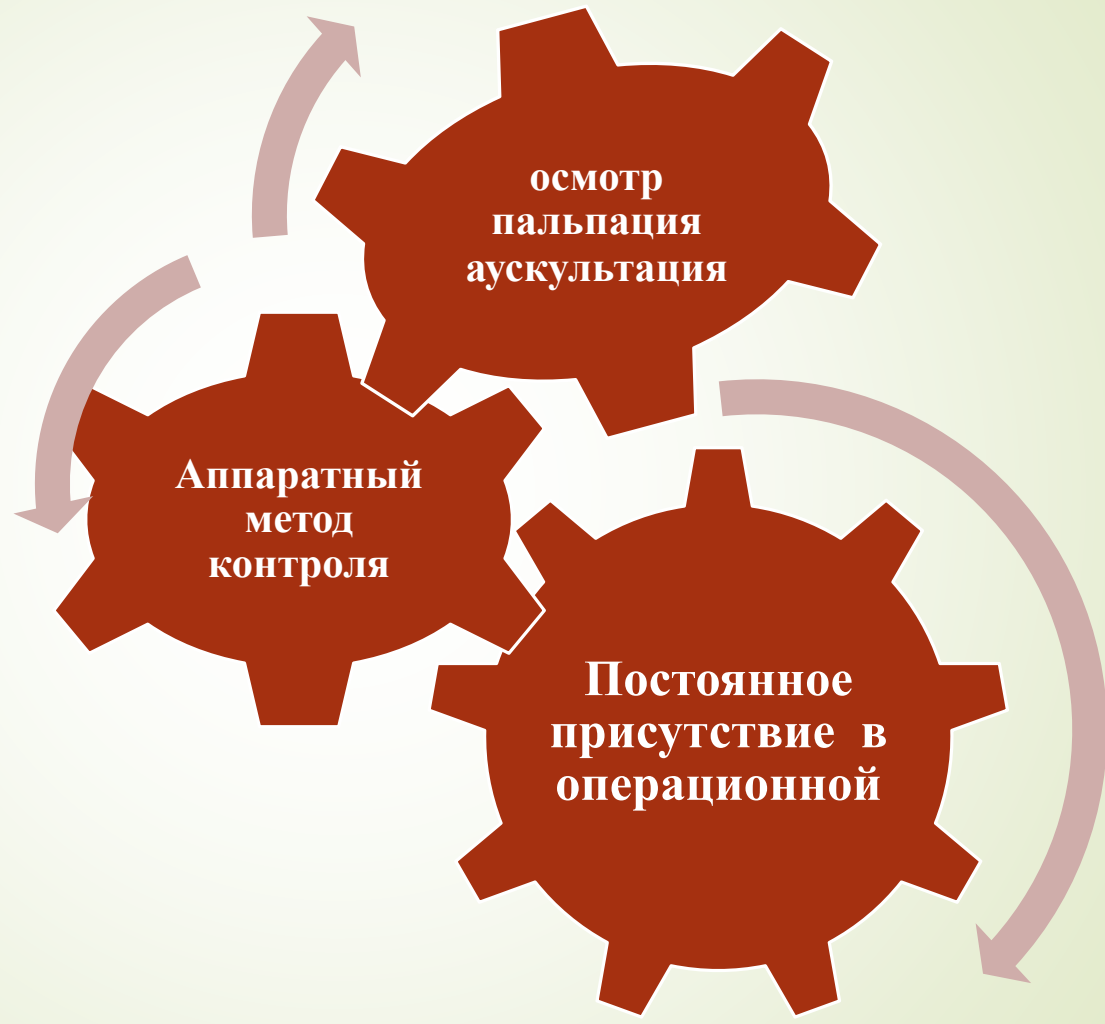 осмотр
пальпация
аускультация
Аппаратный
метод
контроля
Постоянное
присутствие в
операционной